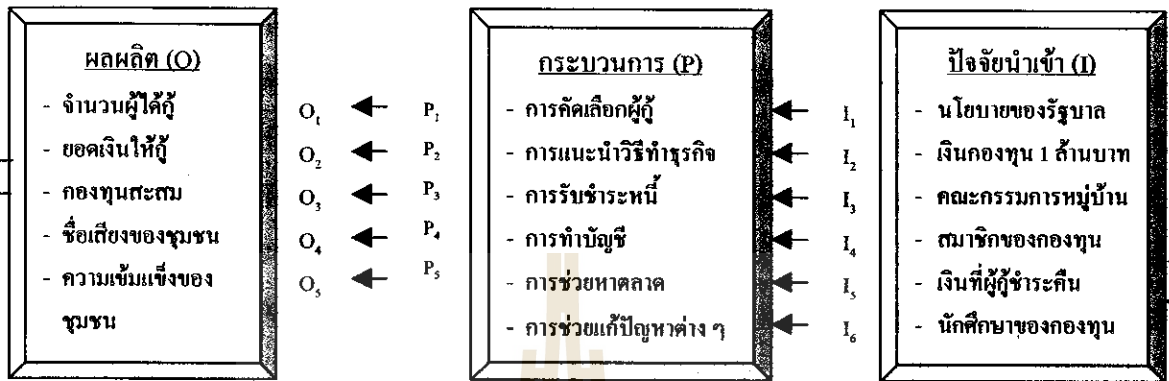 ผลผลิต (O)
- จำนวนผู้ได้กู้
- ยอดเงินให้กู้
- กองทุนสะสม
- ชื่อเสียงของชุมชน
- ความเข้มแข็งของ
ชุมชน
O₁ P₁
O₂ P₂
O₃ P₃
O₄ P₄
O₅ P₅
กระบวนการ (P)
- การคัดเลือกผู้กู้
- การแนะนำวิธีทำธุรกิจ
- การรับชำระหนี้
- การทำบัญชี
- การช่วยหาตลาด
- การช่วยแก้ปัญหาต่าง ๆ
I₁
I₂
I₃
I₄
I₅
I₆
ปัจจัยนำเข้า (I)
- นโยบายของรัฐบาล
- เงินกองทุน 1 ล้านบาท
- คณะกรรมการหมู่บ้าน
- สมาชิกของกองทุน
- เงินที่ผู้กู้ชำระคืน
- นักศึกษาของกองทุน